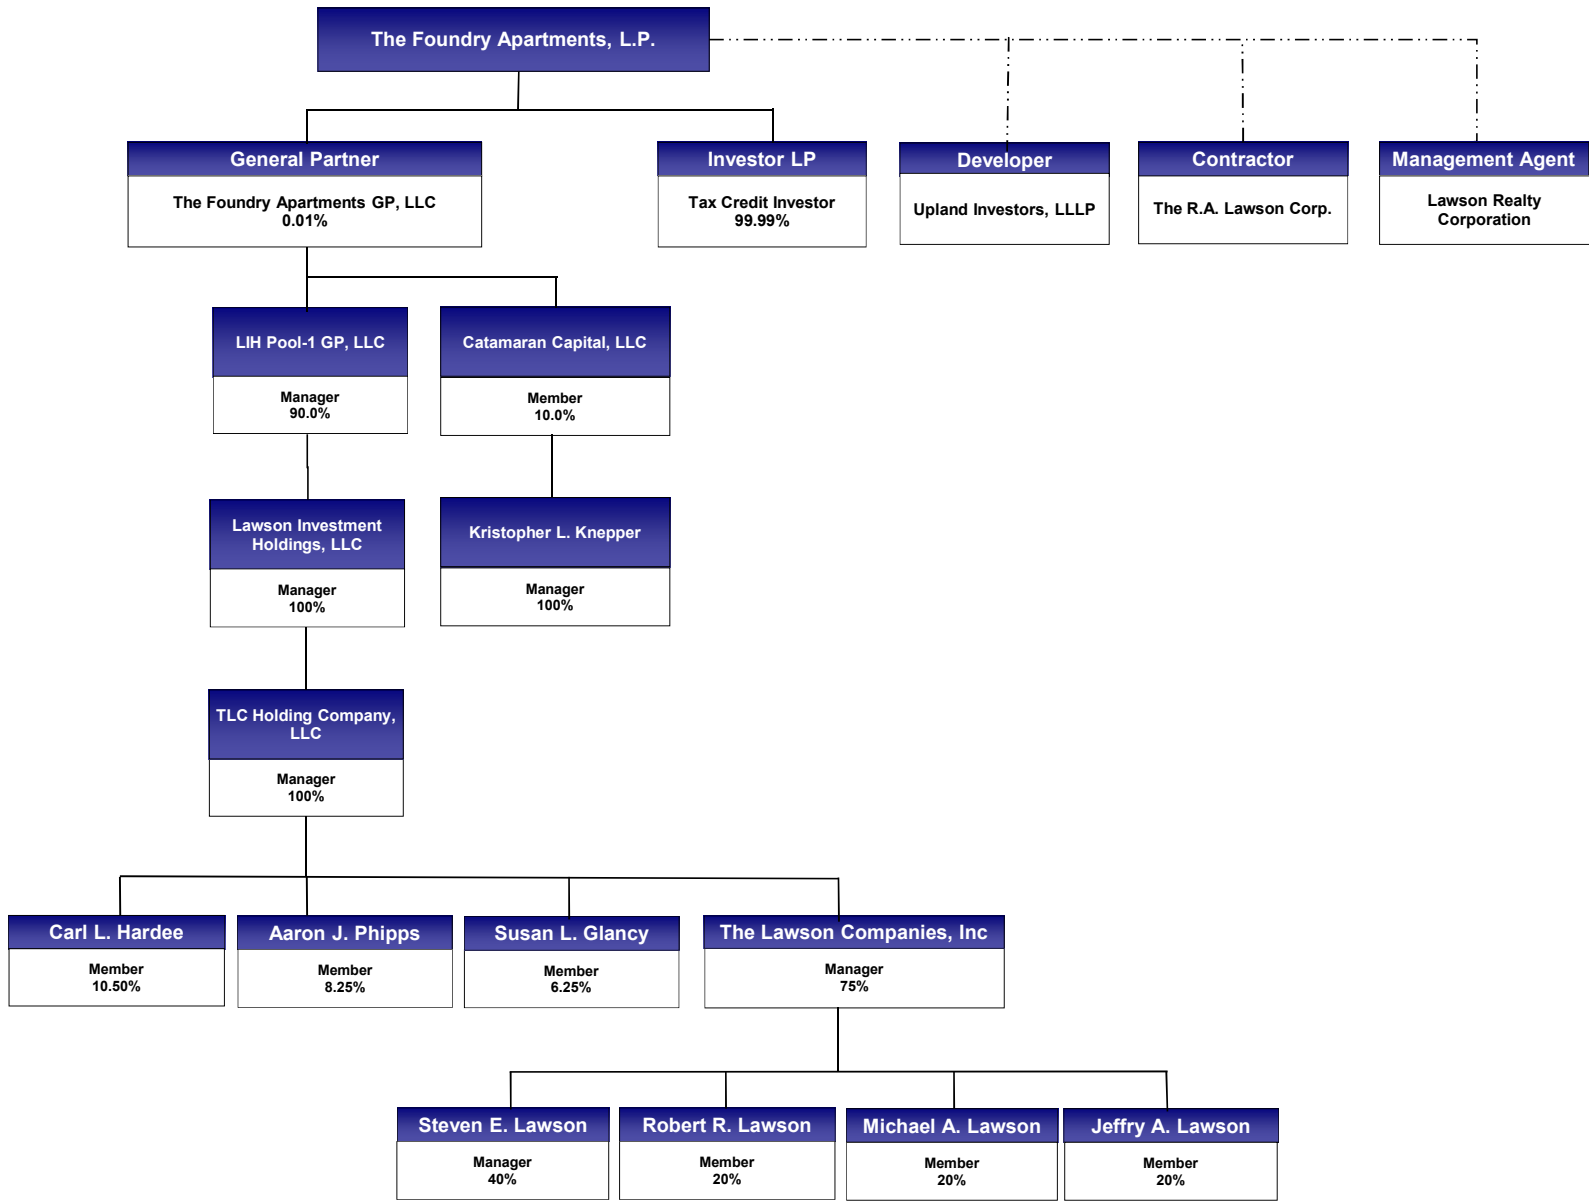 The Foundry Apartments, L.P.
General Partner
The Foundry Apartments GP, LLC
0.01%
Investor LP
Tax Credit Investor
99.99%
Developer
Upland Investors, LLLP
Contractor
The R.A. Lawson Corp.
Management Agent
Lawson Realty
Corporation
LIH Pool-1 GP, LLC
Manager
90.0%
Catamaran Capital, LLC
Member
10.0%
Lawson Investment
Holdings, LLC
Manager
100%
Kristopher L. Knepper
Manager
100%
TLC Holding Company,
LLC
Manager
100%
Carl L. Hardee
Member
10.50%
Aaron J. Phipps
Member
8.25%
Susan L. Glancy
Member
6.25%
The Lawson Companies, Inc
Manager
75%
Steven E. Lawson
Manager
40%
Robert R. Lawson
Member
20%
Michael A. Lawson
Member
20%
Jeffry A. Lawson
Member
20%